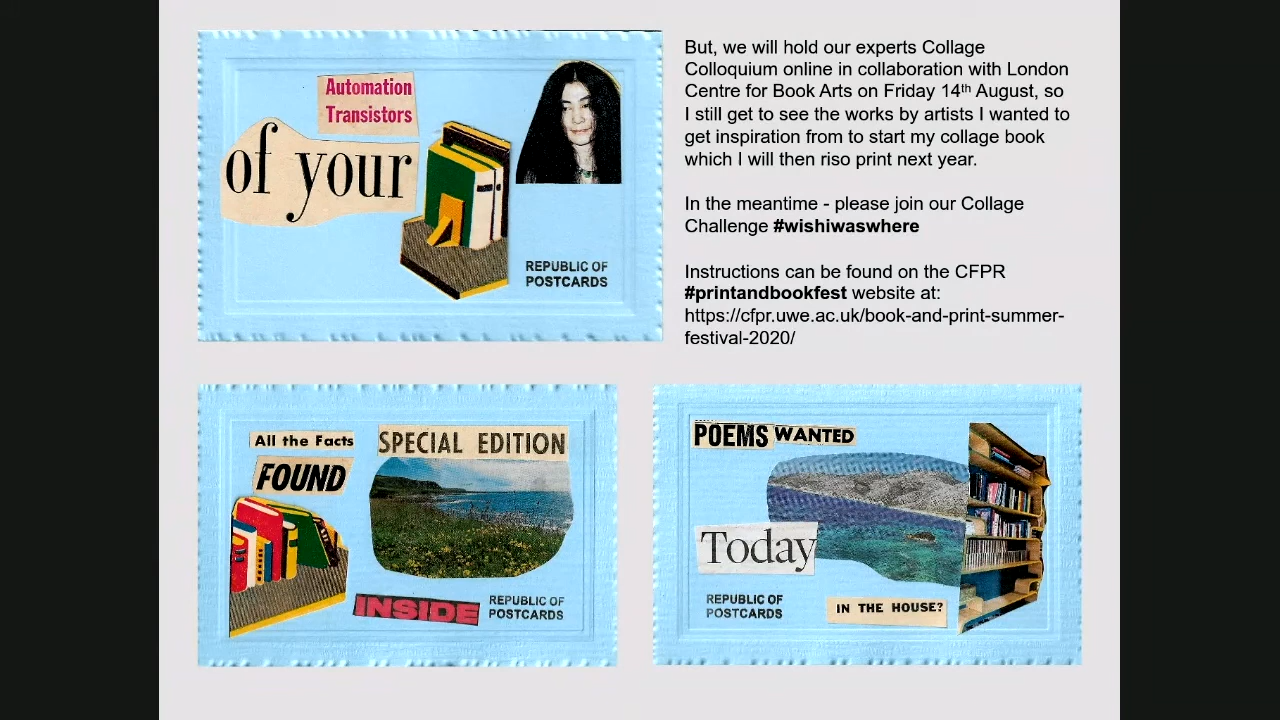 Automation
Transistors
of your
REPUBLIC OF
POSTCARDS
But, we will hold our experts Collage
Colloquium online in collaboration with London
Centre for Book Arts on Friday 14th August, so
I still get to see the works by artists I wanted to
get inspiration from to start my collage book
which I will then riso print next year.
In the meantime - please join our Collage
Challenge #wishiwaswhere
Instructions can be found on the CFPR
#printandbookfest website at:
https://cfpr.uwe.ac.uk/book-and-print-summer-
festival-2020/
All the Facts
FOUND
SPECIAL EDITION
INSIDE
REPUBLIC OF
POSTCARDS
POEMS WANTED
Today
REPUBLIC OF
POSTCARDS
IN THE HOUSE?